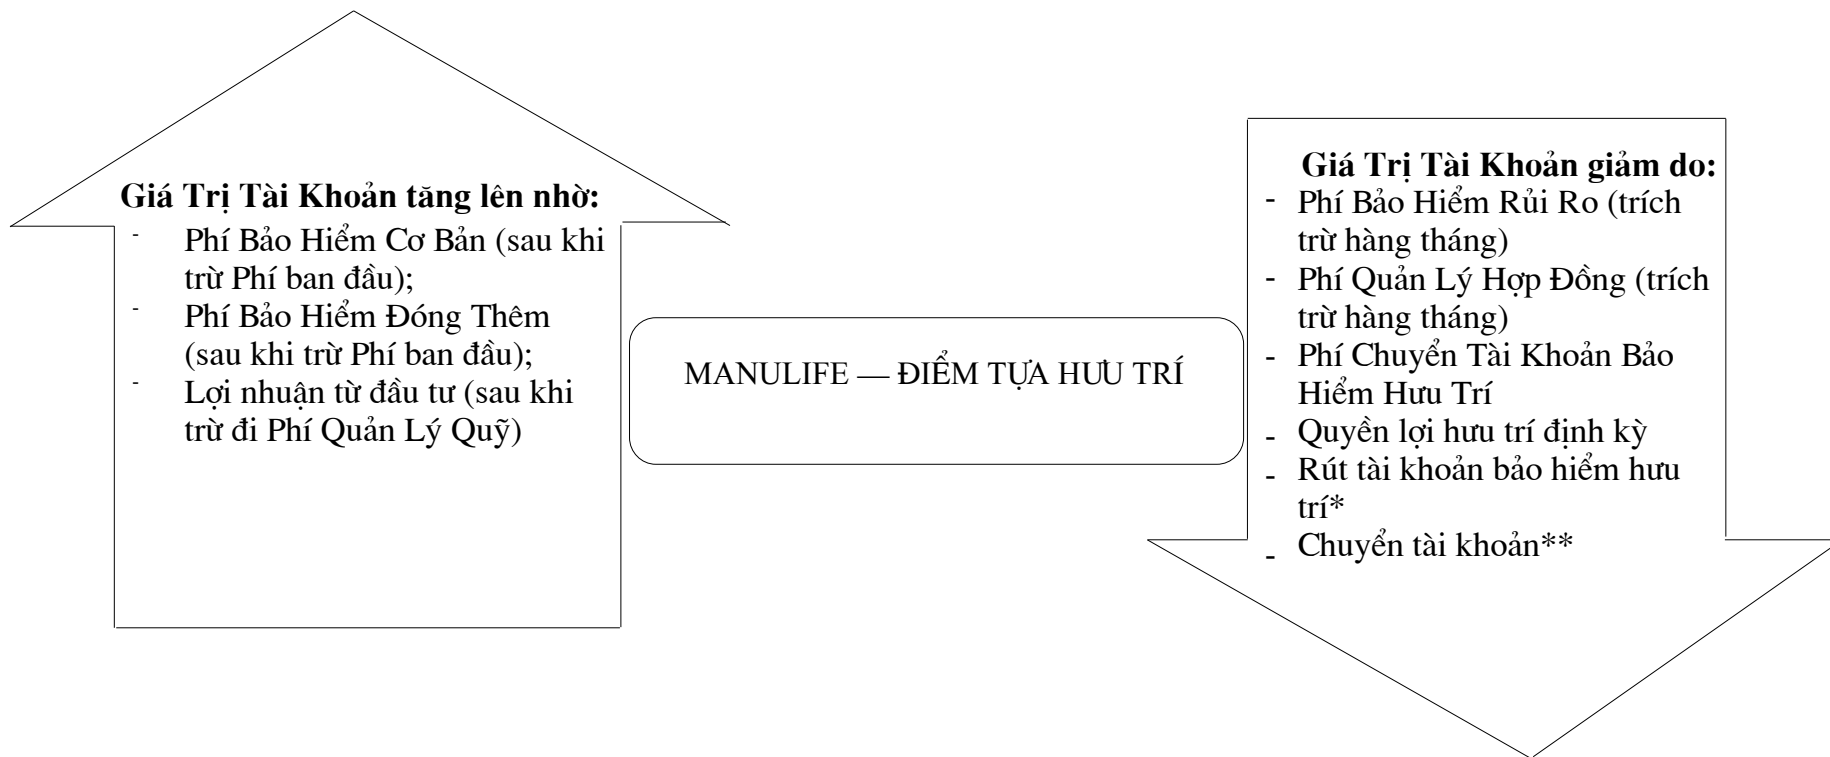 Giá Trị Tài Khoản tăng lên nhờ:
- Phí Bảo Hiểm Cơ Bản (sau khi
trừ Phí ban đầu);
- Phí Bảo Hiểm Đóng Thêm
(sau khi trừ Phí ban đầu);
- Lợi nhuận từ đầu tư (sau khi
trừ đi Phí Quản Lý Quỹ)
MANULIFE — ĐIỂM TỰA HƯU TRÍ
Giá Trị Tài Khoản giảm do:
- Phí Bảo Hiểm Rủi Ro (trích
trừ hàng tháng)
- Phí Quản Lý Hợp Đồng (trích
trừ hàng tháng)
- Phí Chuyển Tài Khoản Bảo
Hiểm Hưu Trí
- Quyền lợi hưu trí định kỳ
- Rút tài khoản bảo hiểm hưu
trí*
- Chuyển tài khoản**